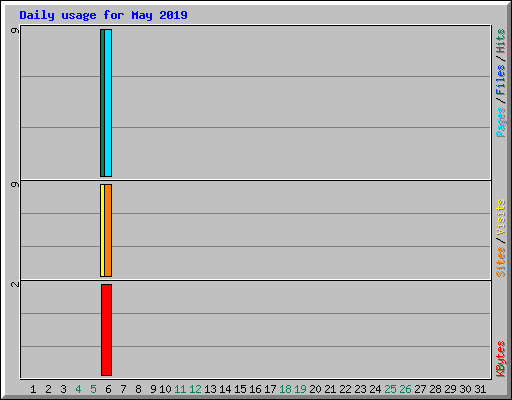 Daily usage for May 2019
9
Pages / Files / Hits
9
Sites / Visits
2
KBytes
1 2 3 4 5 6 7 8 9 10 11 12 13 14 15 16 17 18 19 20 21 22 23 24 25 26 27 28 29 30 31